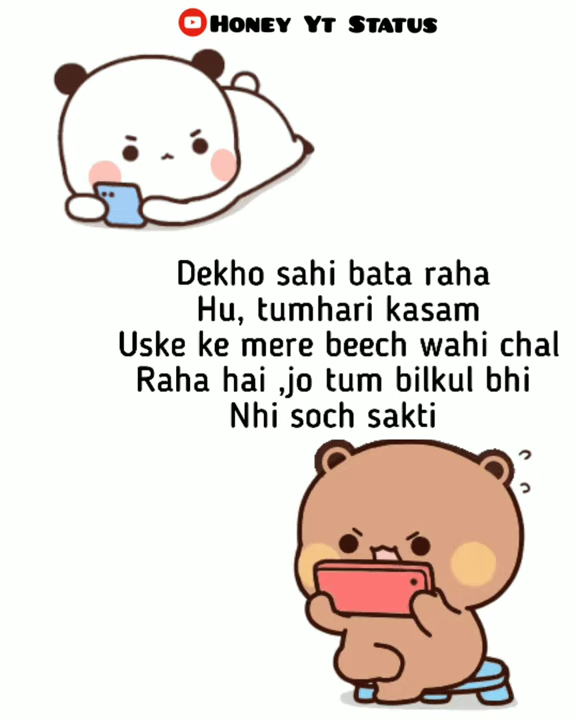 HONEY YT STATUS
Dekho sahi bata raha
Hu, tumhari kasam
Uske ke mere beech wahi chal
Raha hai ,jo tum bilkul bhi
Nhi soch sakti